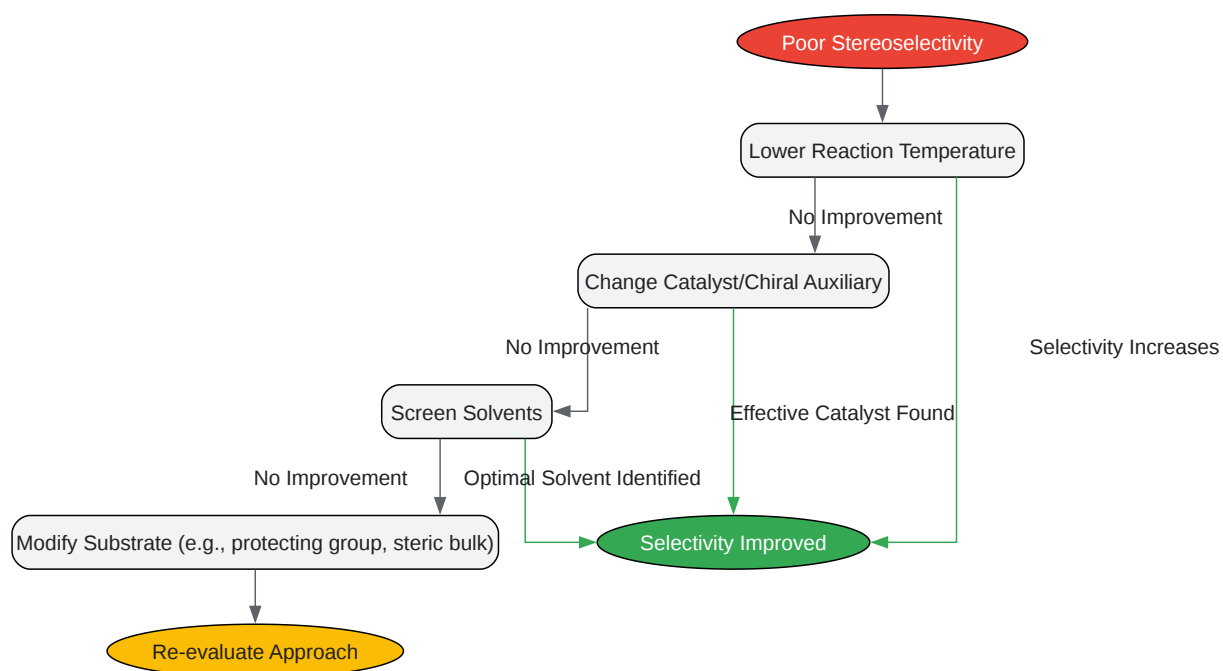 Poor Stereoselectivity
Lower Reaction Temperature
No Improvement
Change Catalyst/Chiral Auxiliary
No Improvement
Selectivity Increases
Screen Solvents
Effective Catalyst Found
No Improvement
Optimal Solvent Identified
Modify Substrate (e.g., protecting group, steric bulk)
Selectivity Improved
Re-evaluate Approach